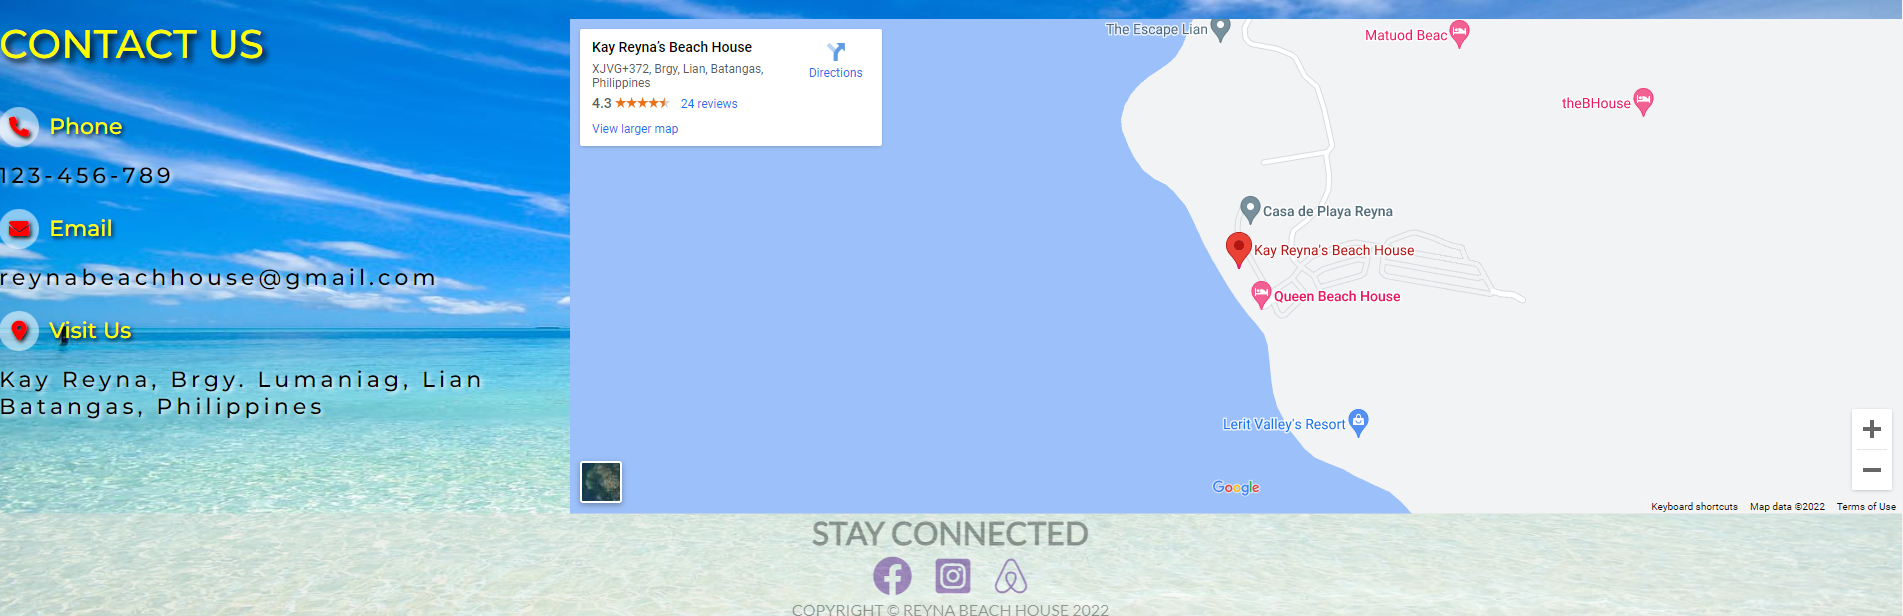 CONTACT US
Phone
123-456-789
Email
reynabeachhouse@gmail.com
Visit Us
Kay Reyna, Brgy. Lumaniag, Lian
Batangas, Philippines
Kay Reyna's Beach House
XJVG+372, Brgy, Lian, Batangas,
Philippines
4.3 24 reviews
View larger map
Directions
The Escape Lian
Matuod Beac
theBHouse
Casa de Playa Reyna
Kay Reyna's Beach House
Queen Beach House
Lerit Valley's Resort
Google
Keyboard shortcuts Map data ©2022 Terms of Use
STAY CONNECTED
COPYRIGHT © REYNA BEACH HOUSE 2022